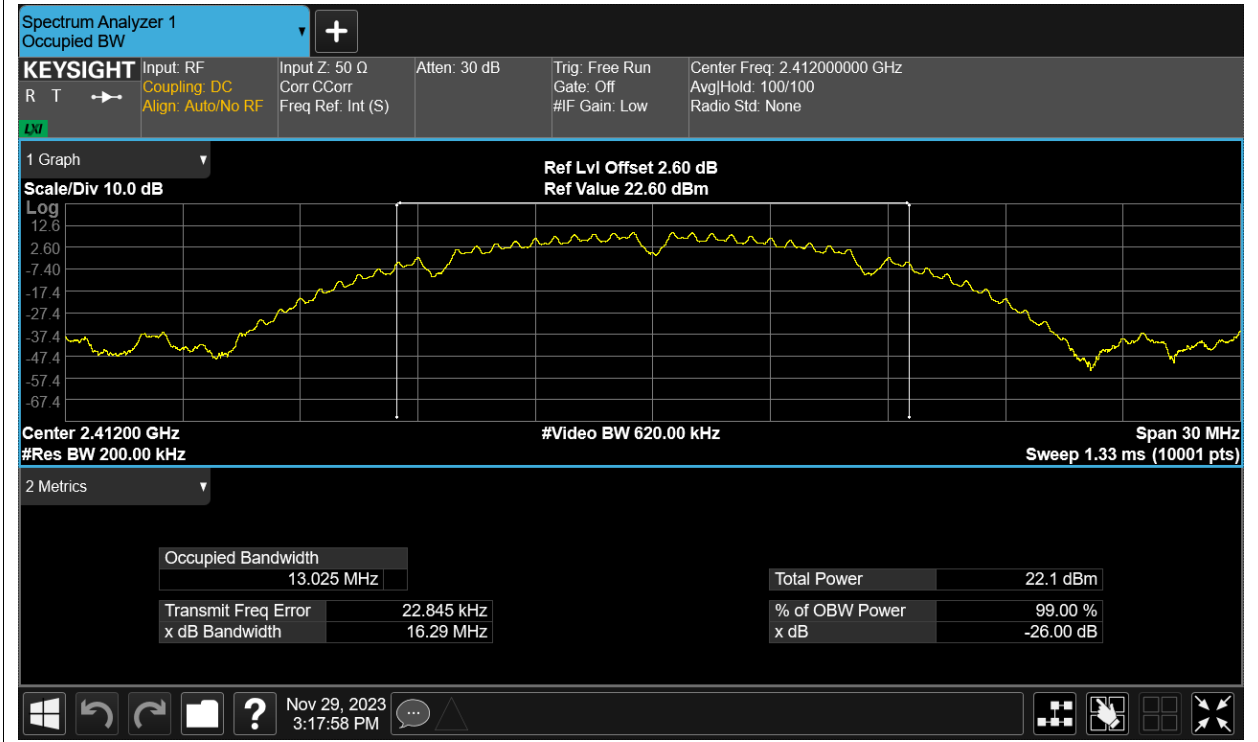 Spectrum Analyzer 1
Occupied BW
KEYSIGHT
R T
LXI
Input: RF
Coupling: DC
Align: Auto/No RF
Input Z: 50 Ω
Corr CCorr
Freq Ref: Int (S)
Atten: 30 dB
Trig: Free Run
Gate: Off
#IF Gain: Low
Center Freq: 2.412000000 GHz
Avg|Hold: 100/100
Radio Std: None
1 Graph
Scale/Div 10.0 dB
Ref Lvl Offset 2.60 dB
Ref Value 22.60 dBm
Log
12.6
2.60
-7.40
-17.4
-27.4
-37.4
-47.4
-57.4
-67.4
Center 2.41200 GHz
#Video BW 620.00 kHz
Span 30 MHz
#Res BW 200.00 kHz
Sweep 1.33 ms (10001 pts)
2 Metrics
Occupied Bandwidth
13.025 MHz
Total Power 22.1 dBm
Transmit Freq Error 22.845 kHz
% of OBW Power 99.00 %
x dB Bandwidth 16.29 MHz
x dB -26.00 dB
?
Nov 29, 2023
3:17:58 PM